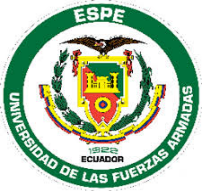 ESPE
1922
ECUADOR
UNIVERSIDAD DE LAS FUERZAS ARMADAS